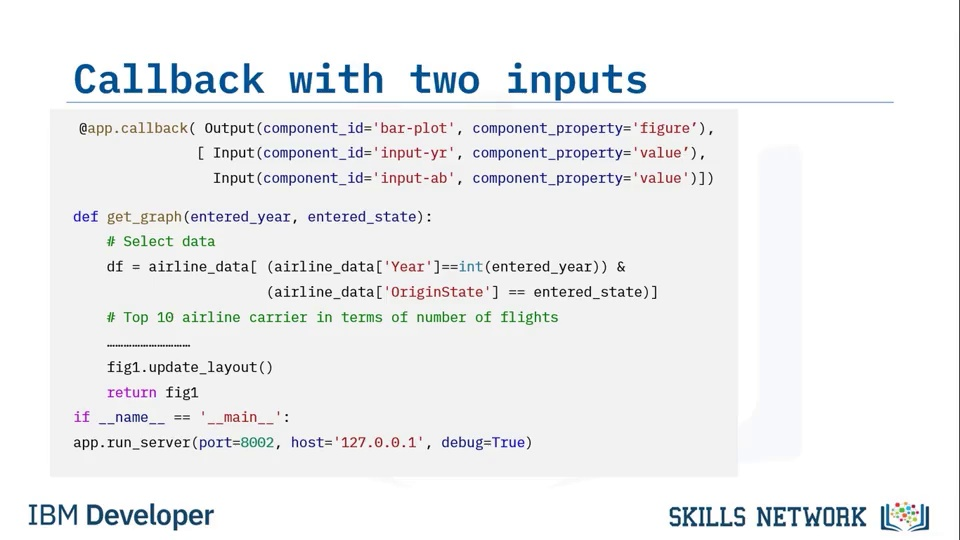 Callback with two inputs
@app.callback( Output(component_id='bar-plot', component_property='figure’),
[ Input(component_id='input-yr', component_property='value’),
Input(component_id='input-ab', component_property='value')])
def get_graph(entered_year, entered_state):
# Select data
df = airline_data[ (airline_data['Year']==int(entered_year)) &
(airline_data['OriginState'] == entered_state)]
# Top 10 airline carrier in terms of number of flights
……………………………
fig1.update_layout()
return fig1
if __name__ == '__main__':
app.run_server(port=8002, host='127.0.0.1', debug=True)
IBM Developer
SKILLS NETWORK